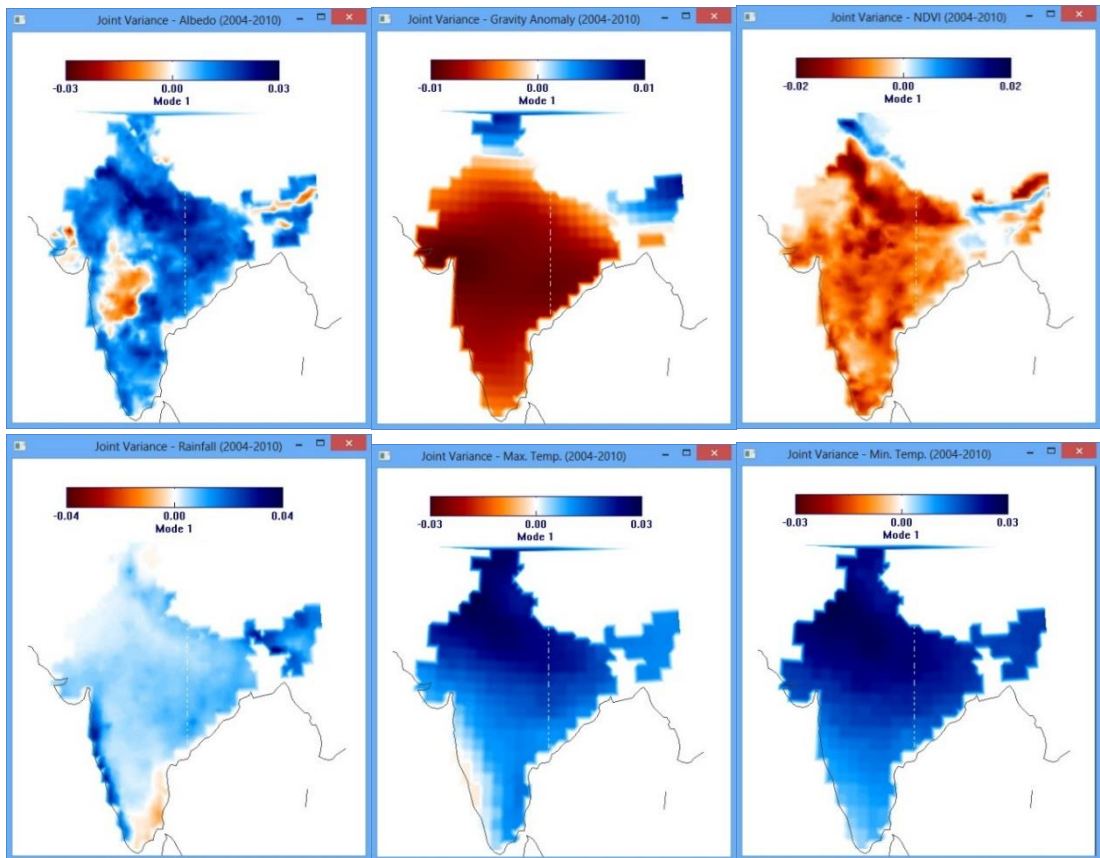 Joint Variance - Albedo (2004-2010)
-0.03 0.00 0.03
Mode 1
Joint Variance - Gravity Anomaly (2004-2010)
-0.01 0.00 0.01
Mode 1
Joint Variance - NDVI (2004-2010)
-0.02 0.00 0.02
Mode 1
Joint Variance - Rainfall (2004-2010)
-0.04 0.00 0.04
Mode 1
Joint Variance - Max. Temp. (2004-2010)
-0.03 0.00 0.03
Mode 1
Joint Variance - Min. Temp. (2004-2010)
-0.03 0.00 0.03
Mode 1